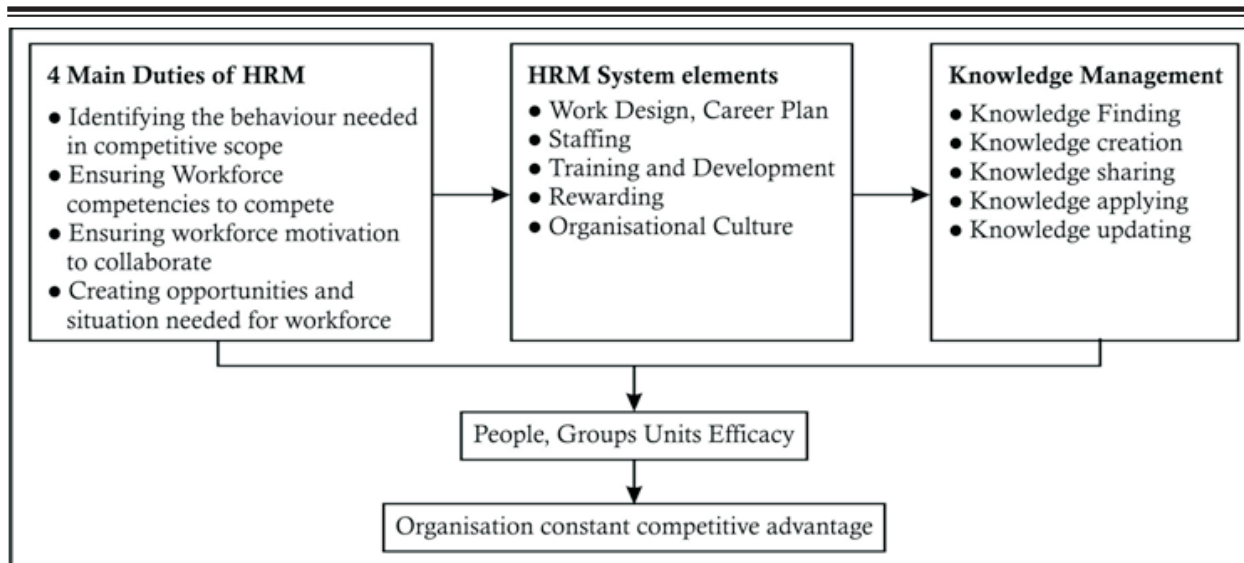 4 Main Duties of HRM
● Identifying the behaviour needed
in competitive scope
● Ensuring Workforce
competencies to compete
● Ensuring workforce motivation
to collaborate
● Creating opportunities and
situation needed for workforce
HRM System elements
● Work Design, Career Plan
● Staffing
● Training and Development
● Rewarding
● Organisational Culture
Knowledge Management
● Knowledge Finding
● Knowledge creation
● Knowledge sharing
● Knowledge applying
● Knowledge updating
People, Groups Units Efficacy
Organisation constant competitive advantage